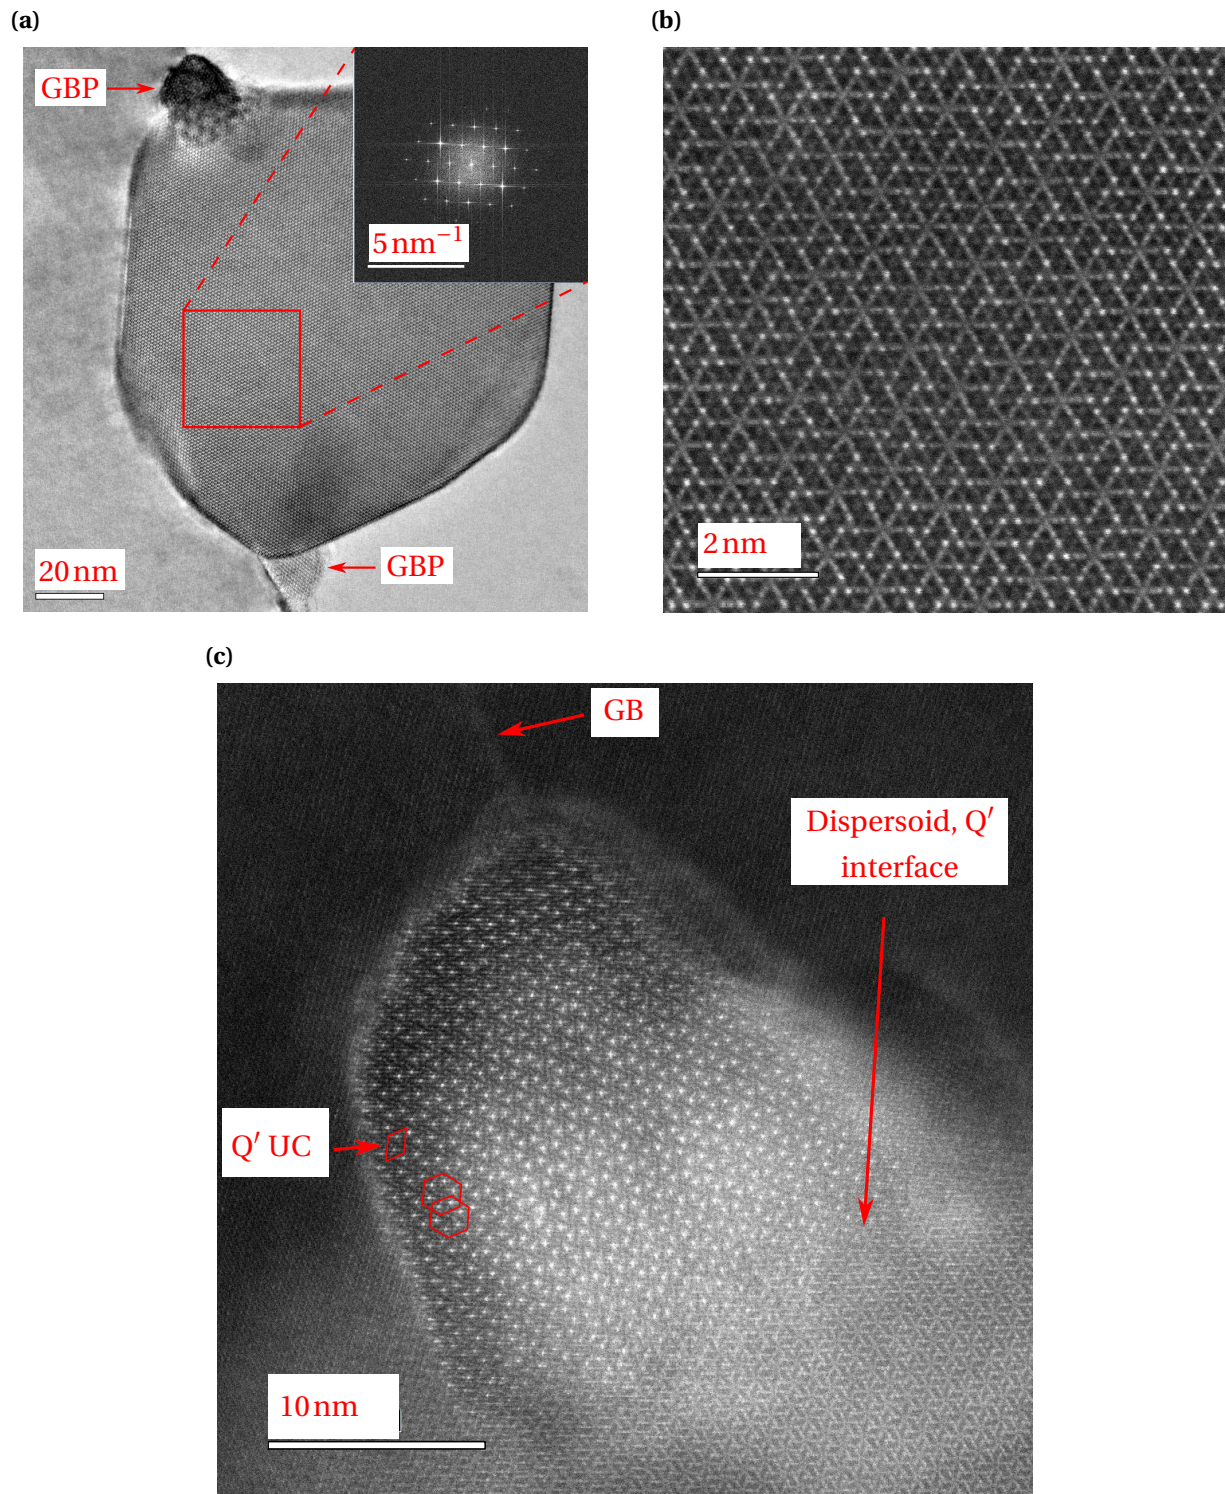 (a)
(b)
GBP
5 nm⁻¹
20 nm
GBP
2 nm
(c)
GB
Dispersoid, Q′
interface
Q′ UC
10 nm